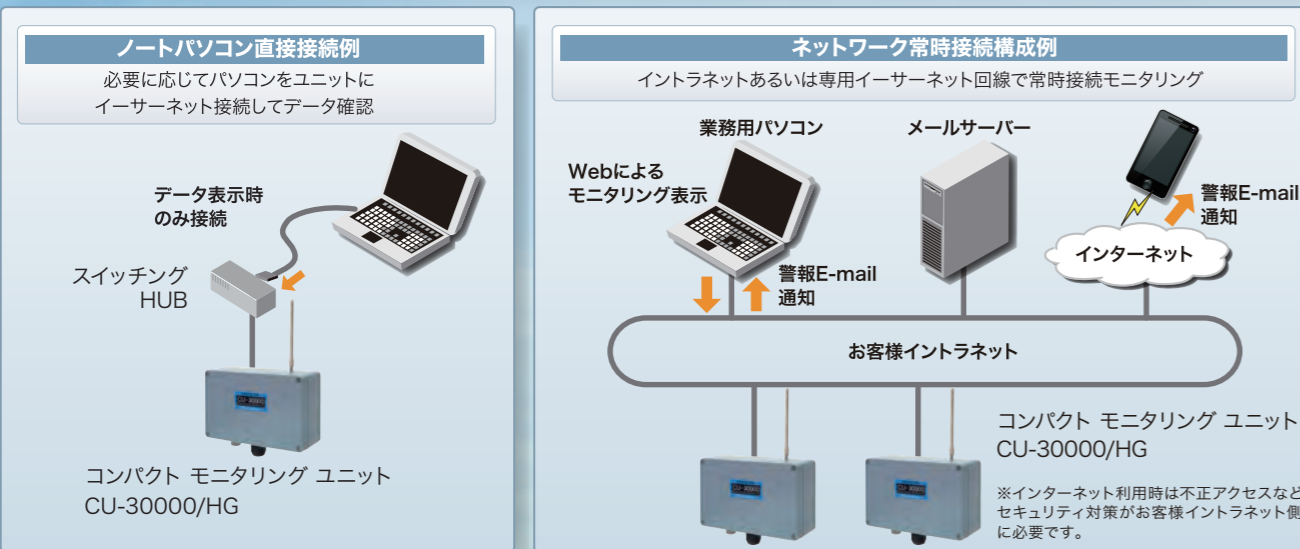 ノートパソコン直接接続例
必要に応じてパソコンをユニットに
イーサーネット接続してデータ確認
データ表示時
のみ接続
スイッチング
HUB
CU-30000
コンパクト モニタリング ユニット
CU-30000/HG
ネットワーク常時接続構成例
イントラネットあるいは専用イーサーネット回線で常時接続モニタリング
業務用パソコン
メールサーバー
Webによる
モニタリング表示
警報E-mail
通知
インターネット
警報E-mail
通知
お客様イントラネット
CU-30000
CU-30000
コンパクト モニタリング ユニット
CU-30000/HG
※インターネット利用時は不正アクセスなど
セキュリティ対策がお客様イントラネット側
に必要です。